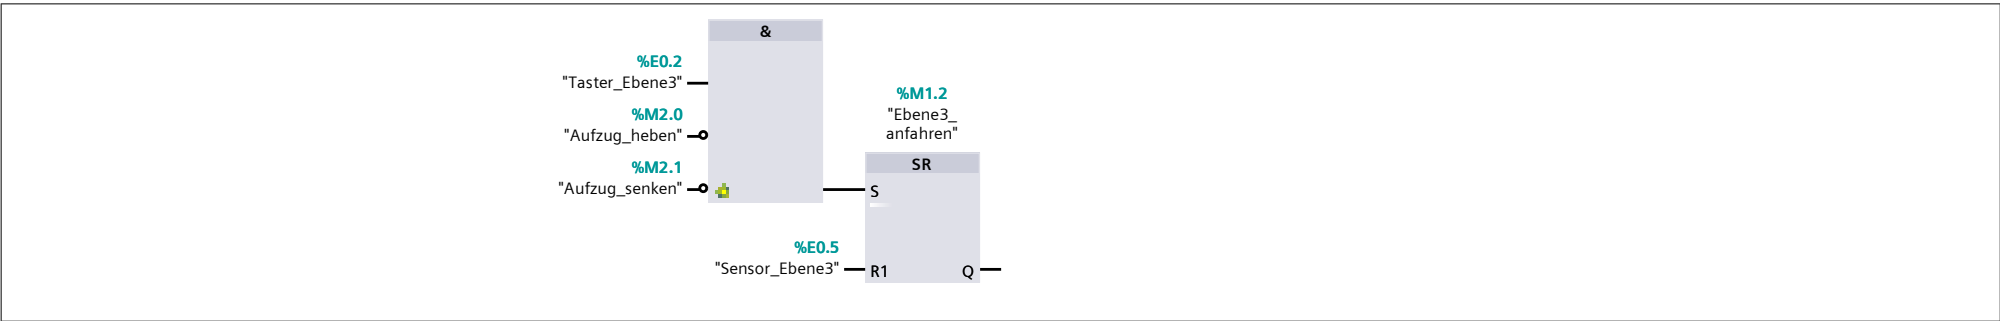 &
%E0.2
"Taster_Ebene3"
%M2.0
"Aufzug_heben"
%M2.1
"Aufzug_senken"
%M1.2
"Ebene3_
anfahren"
SR
S
%E0.5
"Sensor_Ebene3"
R1
Q